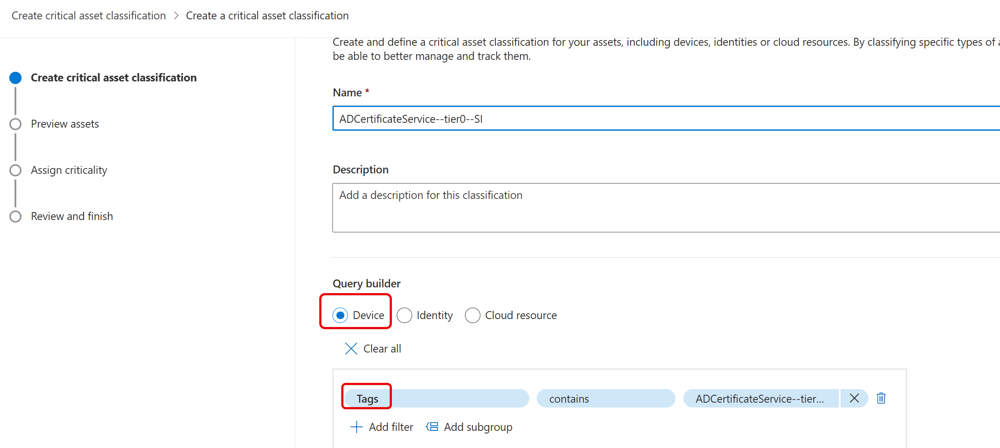 Create critical asset classification > Create a critical asset classification
Create and define a critical asset classification for your assets, including devices, identities or cloud resources. By classifying specific types of
be able to better manage and track them.
Create critical asset classification
Preview assets
Assign criticality
Review and finish
Name *
ADCertificateService--tier0--SI
Description
Add a description for this classification
Query builder
Device Identity Cloud resource
Clear all
Tags contains ADCertificateService--tier...
Add filter Add subgroup